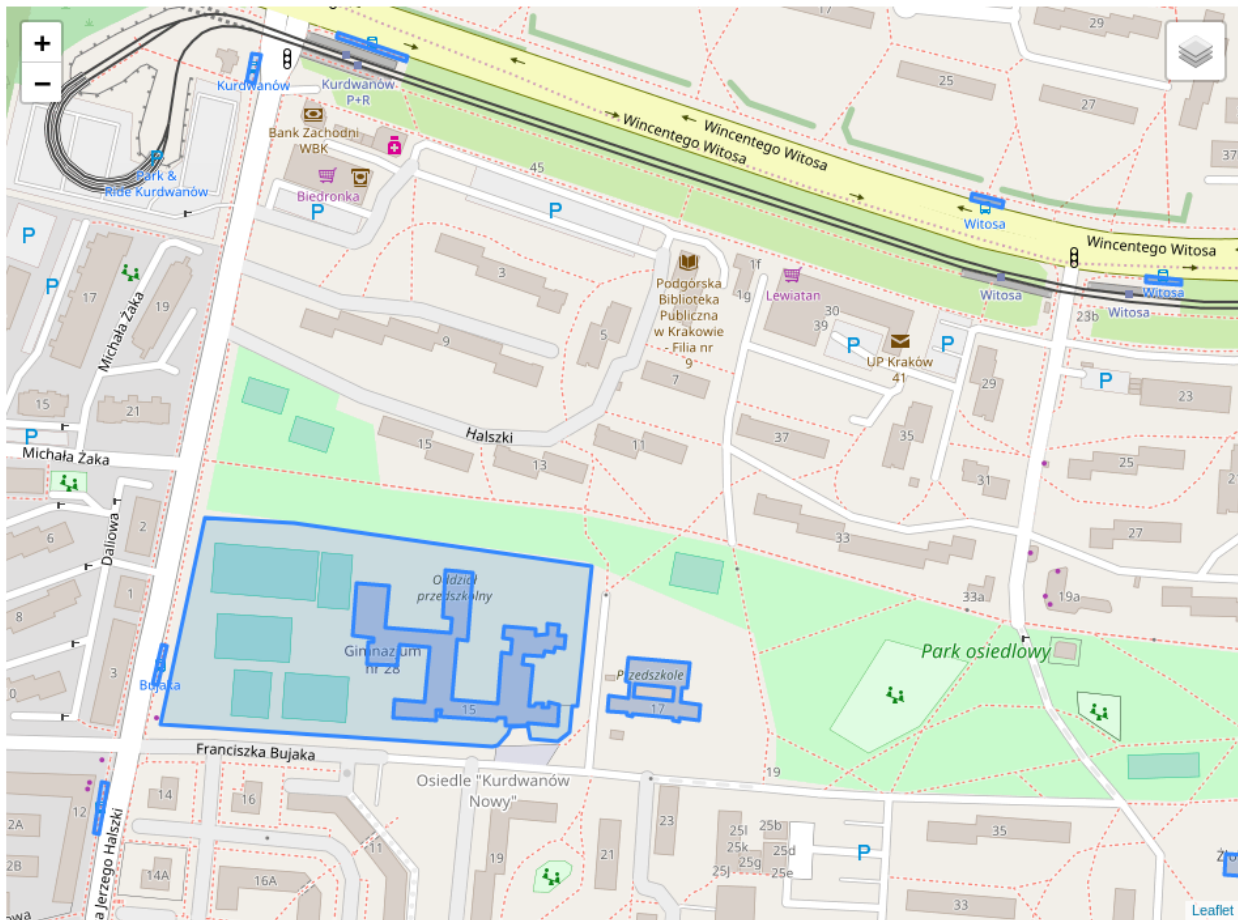 +
−
Wincentego Witosa
Wincentego Witosa
Wincentego Witosa
17
29
25
27
37
45
Kurdwanów
Kurdwanów
P+R
Bank Zachodni
WBK
Biedronka
P
Park &
Ride Kurdwanów
P
P
P
P
Witosa
Witosa
Witosa
Witosa
23b
Podgórska
Biblioteka
Publiczna
w Krakowie
- Filia nr
9
1f
1g
Lewiatan
30
39
P
P
UP Kraków
41
P
3
5
7
9
11
13
15
Halszki
17
19
Michała Żaka
15
21
Michała Żaka
29
23
37
35
31
25
27
33
33a
19a
2
6
Daliowa
1
8
3
Oddział
przedszkolny
Gimnazjum
nr 28
15
Przedszkole
17
Park osiedlowy
Bujaka
Franciszka Bujaka
Osiedle "Kurdwanów
Nowy"
19
14
16
12
2A
2B
14A
16A
11
19
21
23
25l
25b
25k
25d
25g
25J
25e
P
35
33
a Jerzego Halszki
owa
Leaflet